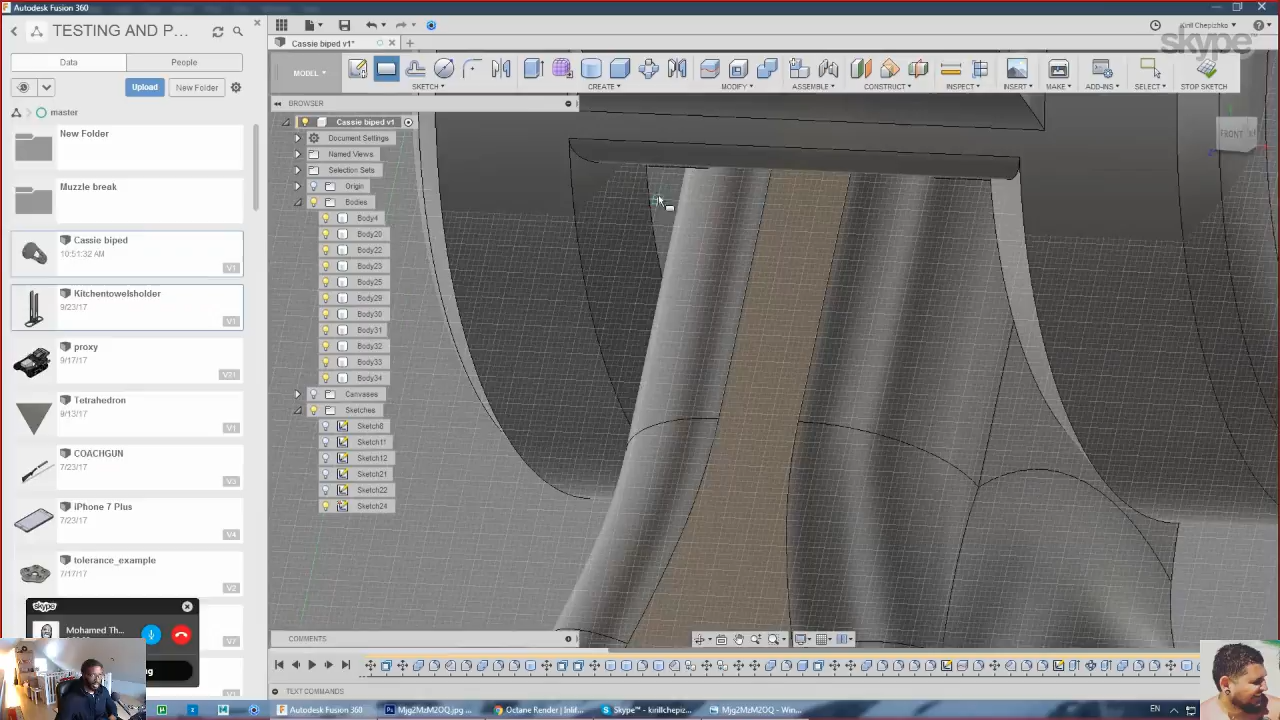 Autodesk Fusion 360
TESTING AND P...
Data
People
Upload
New Folder
master
New Folder
Muzzle break
Cassie biped
10:51:32 AM
V1
Kitchentowelsholder
9/23/17
V1
proxy
9/17/17
V21
Tetrahedron
9/13/17
V1
COACHGUN
7/23/17
V3
iPhone 7 Plus
7/23/17
V4
tolerance_example
7/17/17
V2
skype
Mohamed Th...
Kirill Chepizhko
skype
Cassie biped v1*
MODEL
SKETCH
CREATE
MODIFY
ASSEMBLE
CONSTRUCT
INSPECT
INSERT
MAKE
ADD-INS
SELECT
STOP SKETCH
BROWSER
Cassie biped v1
Document Settings
Named Views
Selection Sets
Origin
Bodies
Body4
Body20
Body22
Body23
Body25
Body29
Body30
Body31
Body32
Body33
Body34
Canvases
Sketches
Sketch8
Sketch11
Sketch12
Sketch21
Sketch22
Sketch24
FRONT
COMMENTS
TEXT COMMANDS
Autodesk Fusion 360
Mjg2MzM2OQ.jpg ...
Octane Render | Inlif...
Skype™ - kirillchepiz...
Mjg2MzM2OQ - Win...
EN